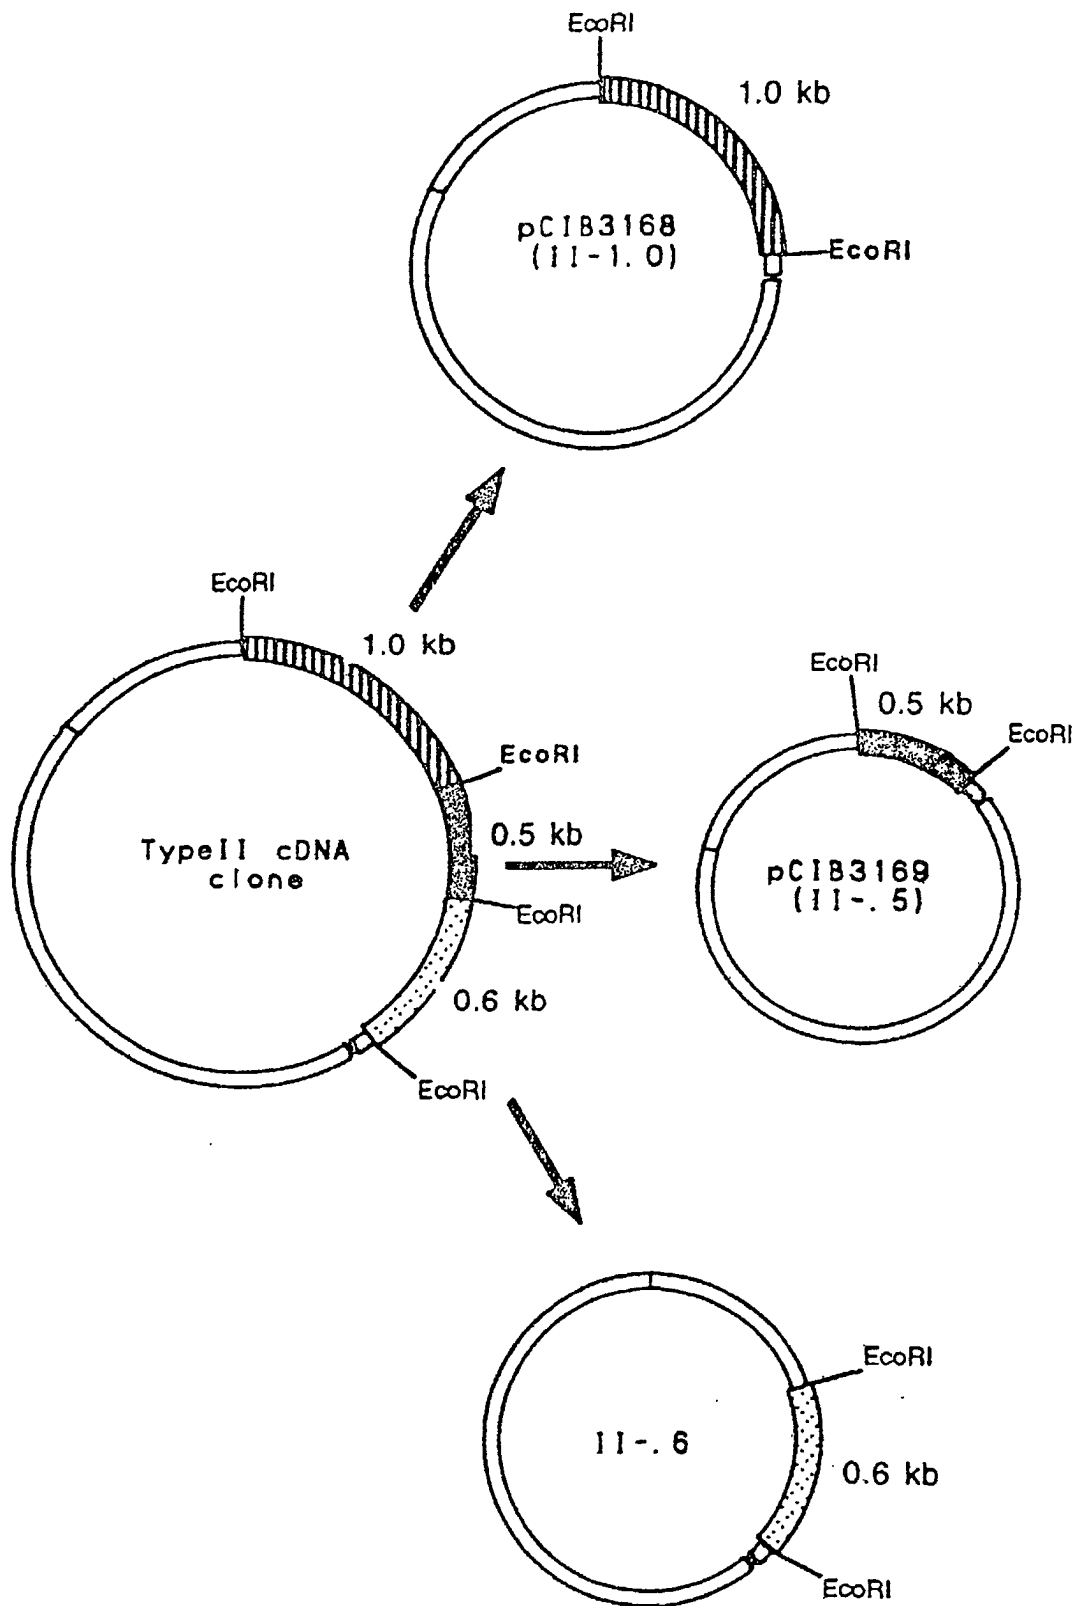 EcoRI
1.0 kb
pCIB3168
(II-1.0)
EcoRI
EcoRI
1.0 kb
EcoRI
TypeII cDNA
clone
0.5 kb
EcoRI
0.6 kb
EcoRI
EcoRI
0.5 kb
EcoRI
pCIB3169
(II-.5)
II-.6
EcoRI
0.6 kb
EcoRI